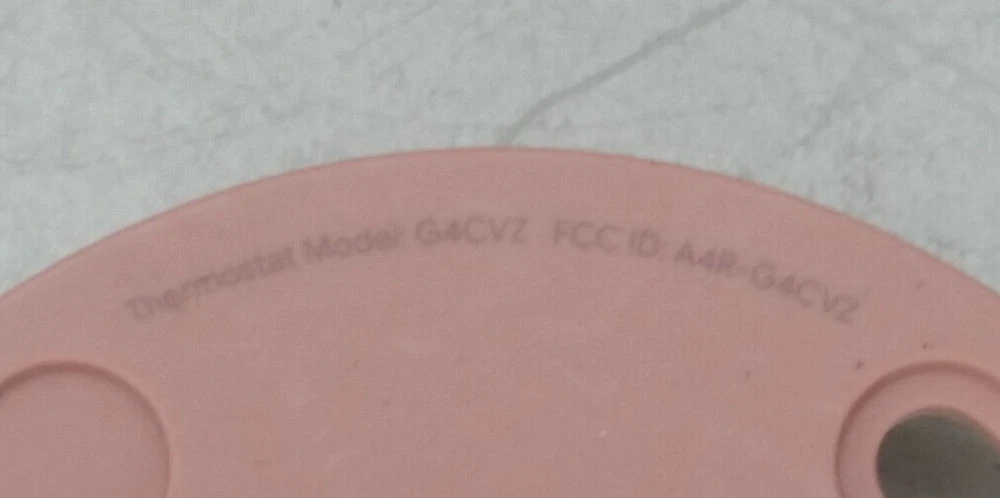 Thermostat Model: G4CVZ FCC ID: A4R-G4CVZ